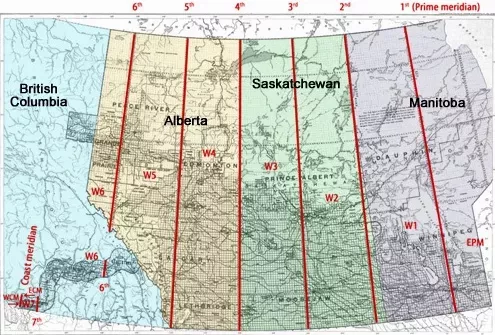 6th
5th
4th
3rd
2nd
1st (Prime meridian)
British
Columbia
Alberta
Saskatchewan
Manitoba
PEACE RIVER
W4
EDMONTON
W5
W6
W3
PRINCE ALBERT
W2
DAUPHIN
W1
WINNIPEG
EPM
Coast meridian
W6
6th
ECM
WCM
7th
CALGARY
LETHBRIDGE
MOOSE JAW